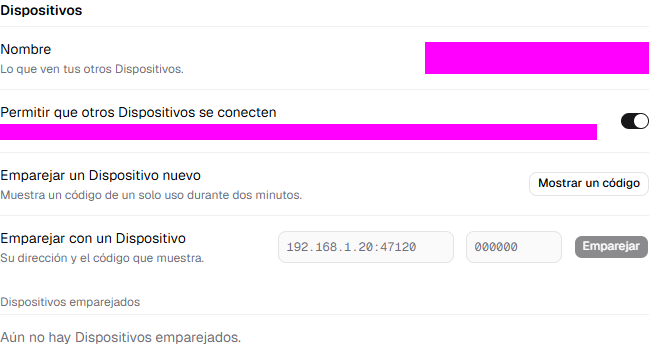 Dispositivos
Nombre
Lo que ven tus otros Dispositivos.
Permitir que otros Dispositivos se conecten
Emparejar un Dispositivo nuevo
Muestra un código de un solo uso durante dos minutos.
Mostrar un código
Emparejar con un Dispositivo
Su dirección y el código que muestra.
192.168.1.20:47120
000000
Emparejar
Dispositivos emparejados
Aún no hay Dispositivos emparejados.